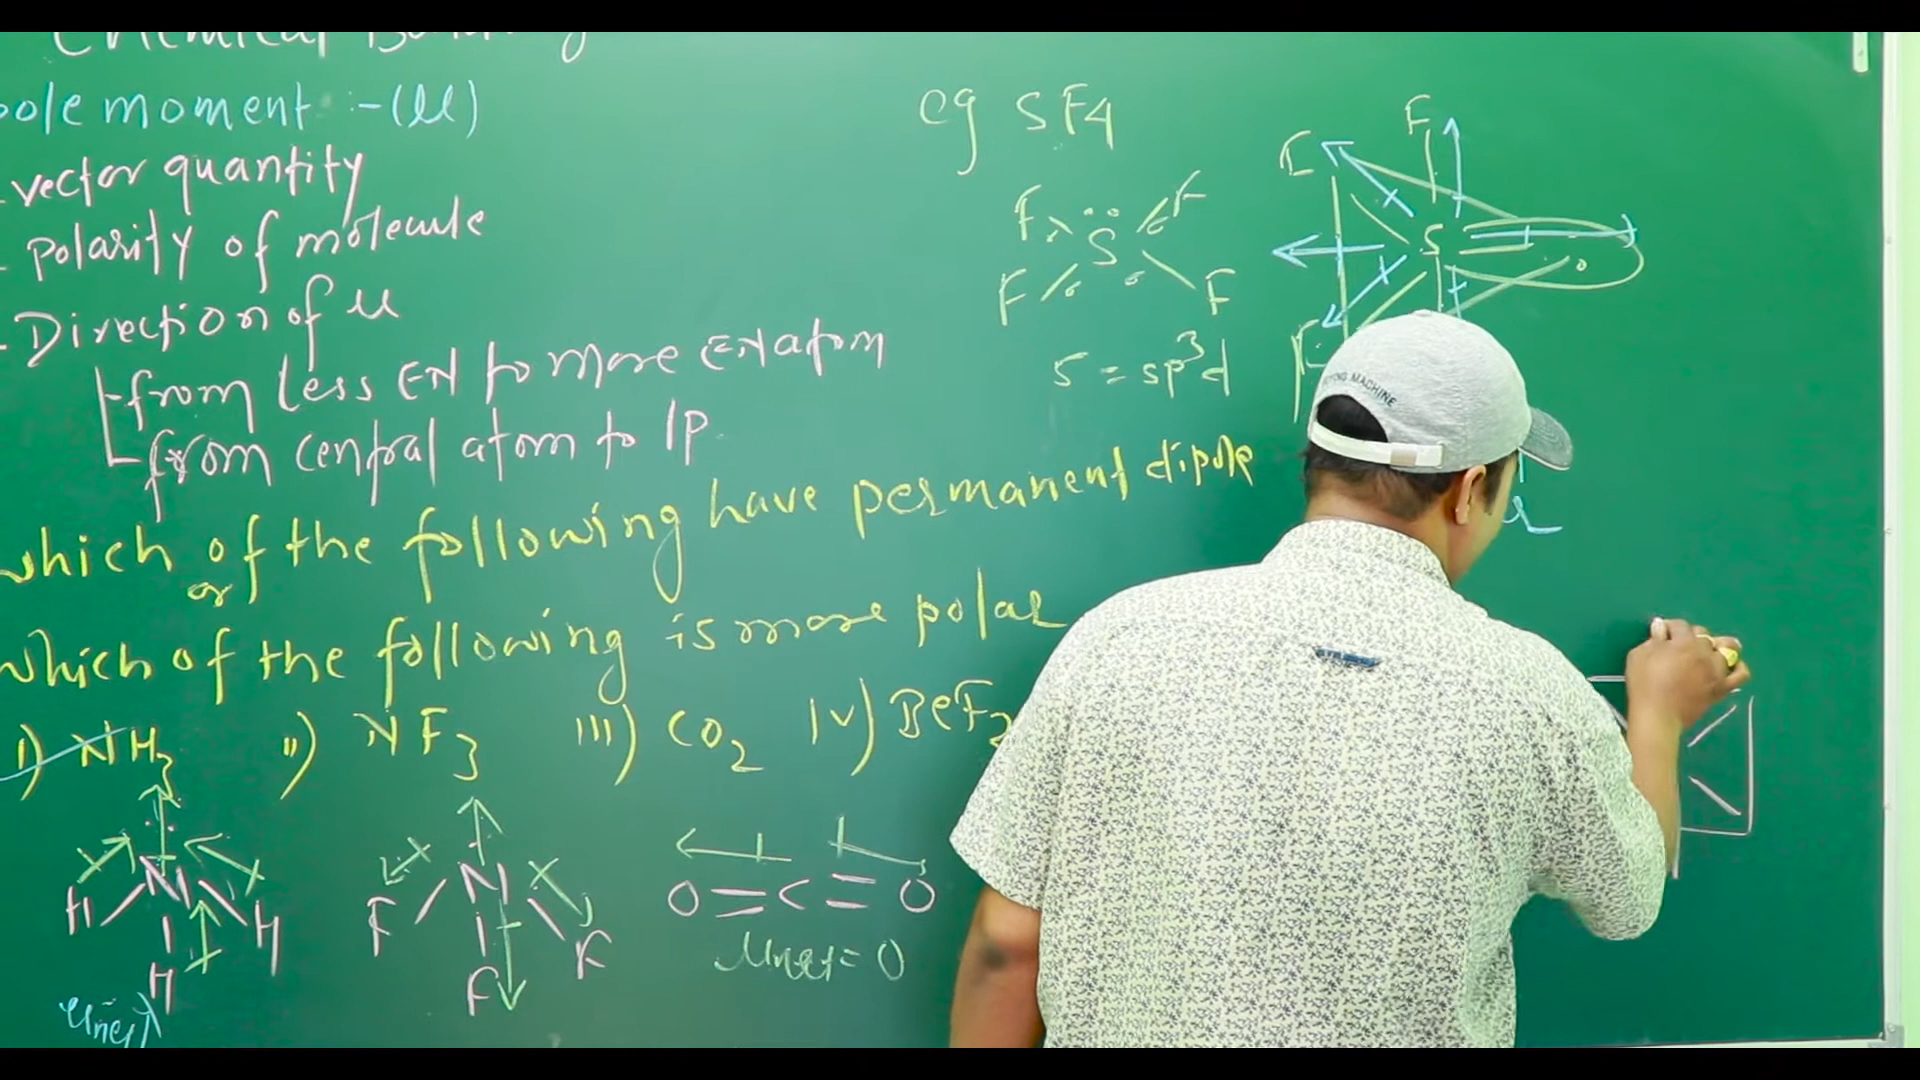 Chemical Bonding
pole moment :-(μ)
- vector quantity
- Polarity of molecule
- Direction of μ
from less EN to more EN atom
from central atom to lp
which of the following have permanent dipole
or
which of the following is more polar
i) NH3 ii) NF3 iii) CO2 iv) BeF2
H N H
H
μnet
F N F
F
O=C=O
μnet=0
eg SF4
F F
S
F F
S = sp3d
F
S
F
μ
MACHINE